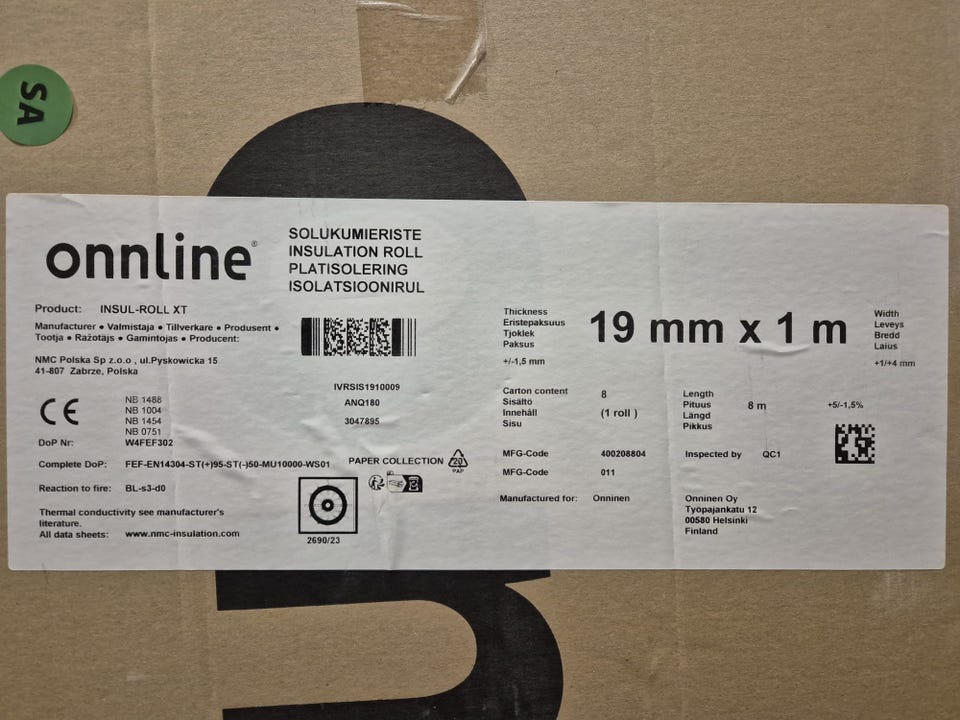 SA
onnline®
SOLUKUMIERISTE
INSULATION ROLL
PLATISOLERING
ISOLATSIOONIRUL
Product: INSUL-ROLL XT
Manufacturer • Valmistaja • Tillverkare • Produsent •
Tootja • Ražotājs • Gamintojas • Producent:
NMC Polska Sp z.o.o , ul.Pyskowicka 15
41-807 Zabrze, Polska
CE
NB 1488
NB 1004
NB 1454
NB 0751
DoP Nr: W4FEF302
Complete DoP: FEF-EN14304-ST(+)95-ST(-)50-MU10000-WS01
Reaction to fire: BL-s3-d0
Thermal conductivity see manufacturer's
literature.
All data sheets: www.nmc-insulation.com
IVRSIS1910009
ANQ180
3047895
PAPER COLLECTION
20
PAP
2690/23
Thickness
Eristepaksuus
Tjoklek
Paksus
+/-1,5 mm
19 mm x 1 m
Width
Leveys
Bredd
Laius
+1/+4 mm
Carton content
Sisältö
Innehåll
Sisu
8
(1 roll )
Length
Pituus
Längd
Pikkus
8 m
+5/-1,5%
MFG-Code 400208804
MFG-Code 011
Inspected by QC1
Manufactured for: Onninen
Onninen Oy
Työpajankatu 12
00580 Helsinki
Finland